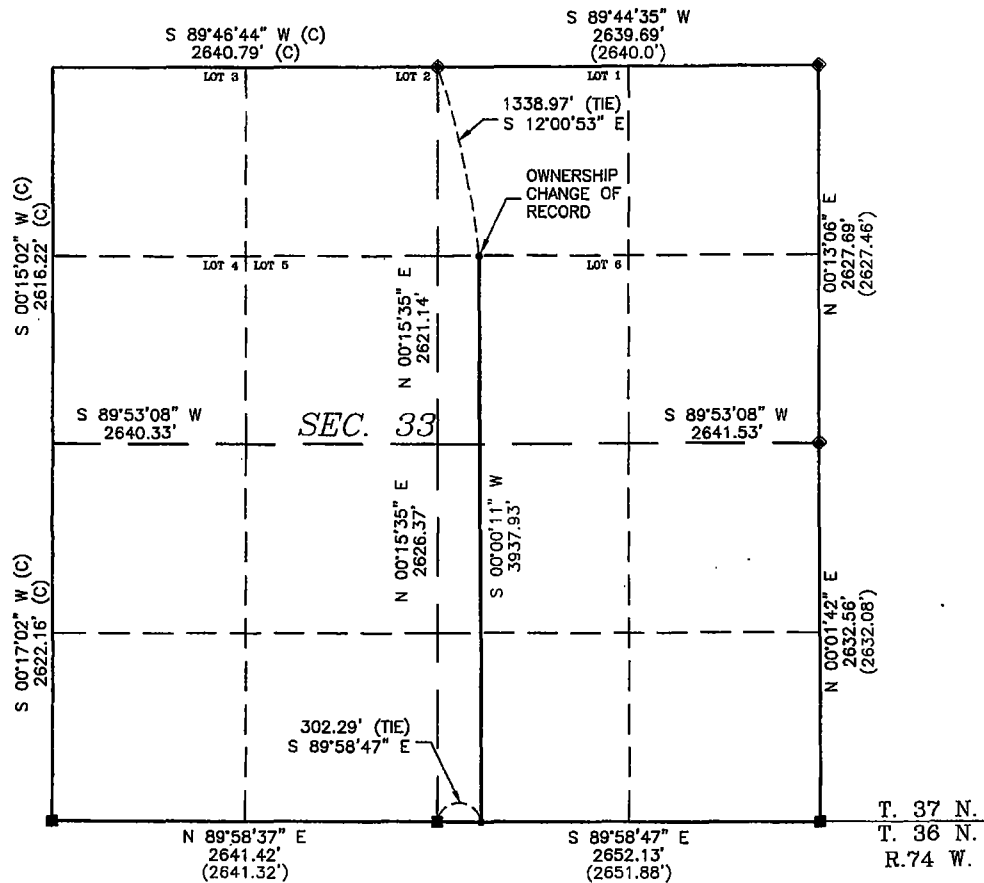 S 89°46'44" W (C)
2640.79' (C)
S 89°44'35" W
2639.69'
(2640.0')
LOT 3
LOT 2
LOT 1
1338.97' (TIE)
S 12°00'53" E
OWNERSHIP
CHANGE OF
RECORD
S 00°15'02" W (C)
2616.22' (C)
N 00°13'06" E
2627.69'
(2627.46')
LOT 4
LOT 5
LOT 6
N 00°15'35" E
2621.14'
S 89°53'08" W
2640.33'
SEC. 33
S 89°53'08" W
2641.53'
N 00°15'35" E
2626.37'
S 00°00'11" W
3937.93'
S 00°17'02" W (C)
2622.16' (C)
N 00°01'42" E
2632.56'
(2632.08')
302.29' (TIE)
S 89°58'47" E
N 89°58'37" E
2641.42'
(2641.32')
S 89°58'47" E
2652.13'
(2651.88')
T. 37 N.
T. 36 N.
R.74 W.